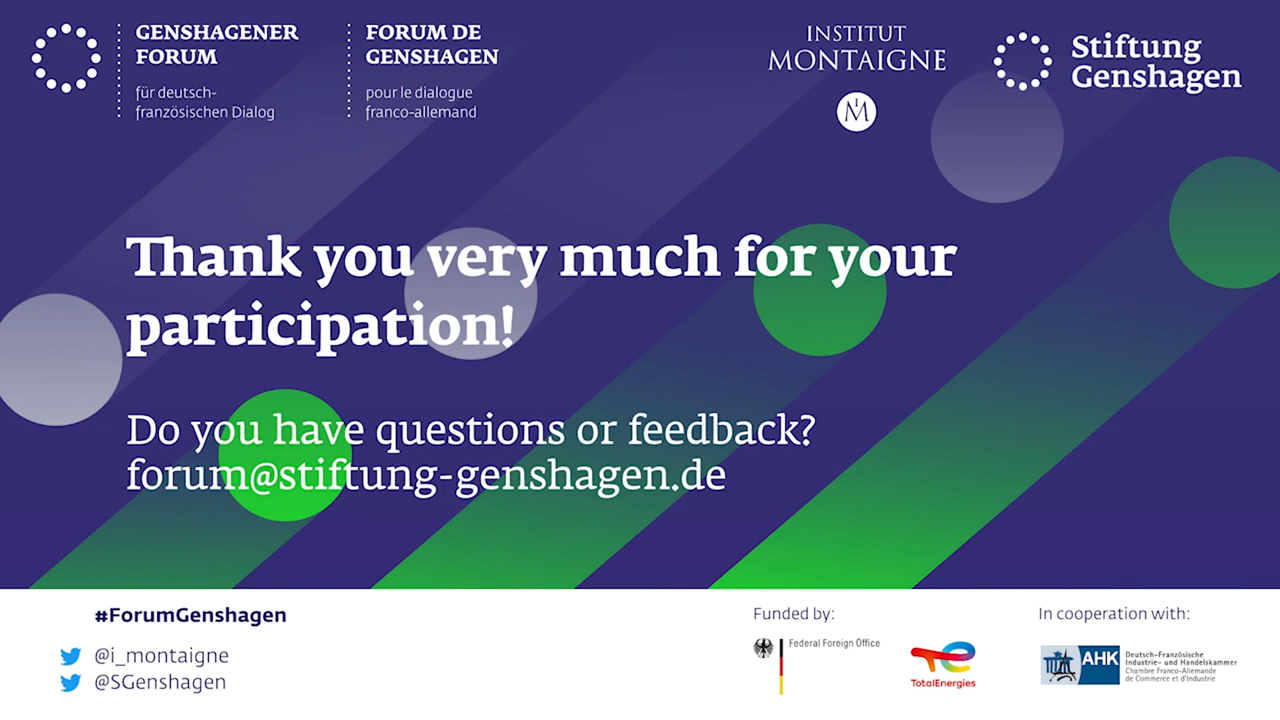 GENSHAGENER
FORUM
für deutsch-
französischen Dialog
FORUM DE
GENSHAGEN
pour le dialogue
franco-allemand
INSTITUT
MONTAIGNE
IM
Stiftung
Genshagen
Thank you very much for your
participation!
Do you have questions or feedback?
forum@stiftung-genshagen.de
#ForumGenshagen
@i_montaigne
@SGenshagen
Funded by:
Federal Foreign Office
TotalEnergies
In cooperation with:
AHK
Deutsch-Französische
Industrie- und Handelskammer
Chambre Franco-Allemande
de Commerce et d'Industrie